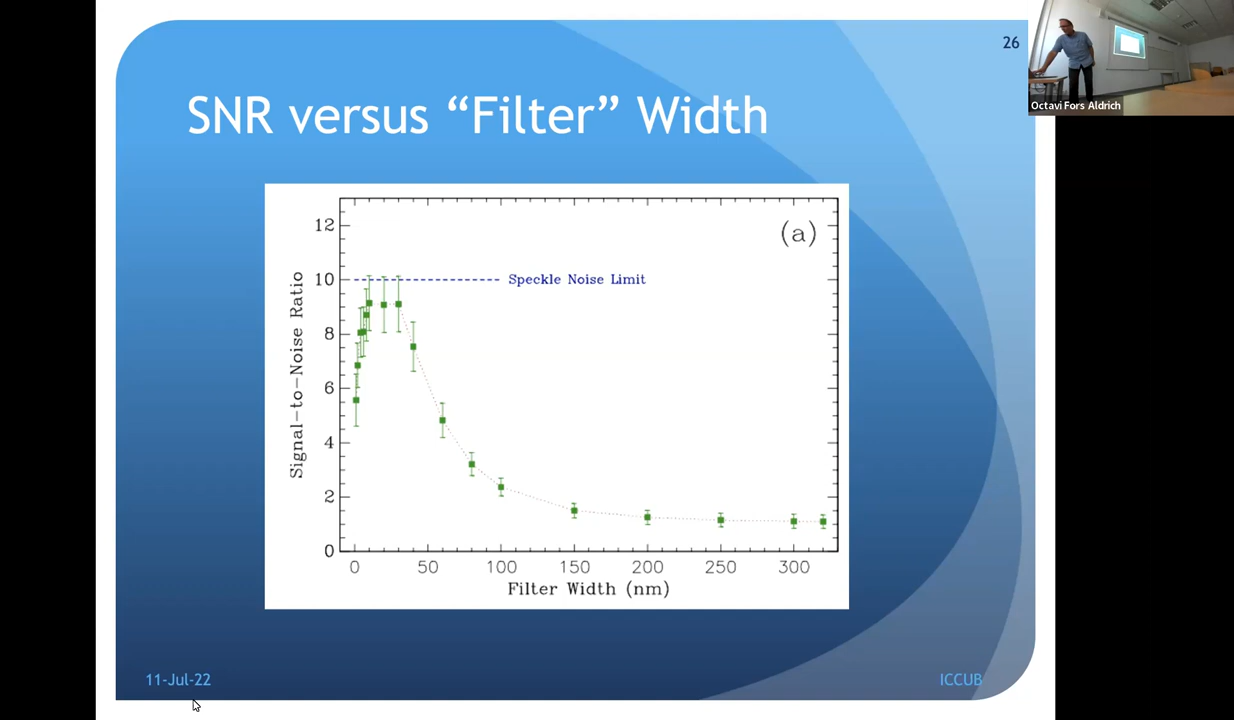 26
Octavi Fors Aldrich
SNR versus “Filter” Width
(a)
Speckle Noise Limit
Signal-to-Noise Ratio
12
10
8
6
4
2
0
0 50 100 150 200 250 300
Filter Width (nm)
11-Jul-22
ICCUB